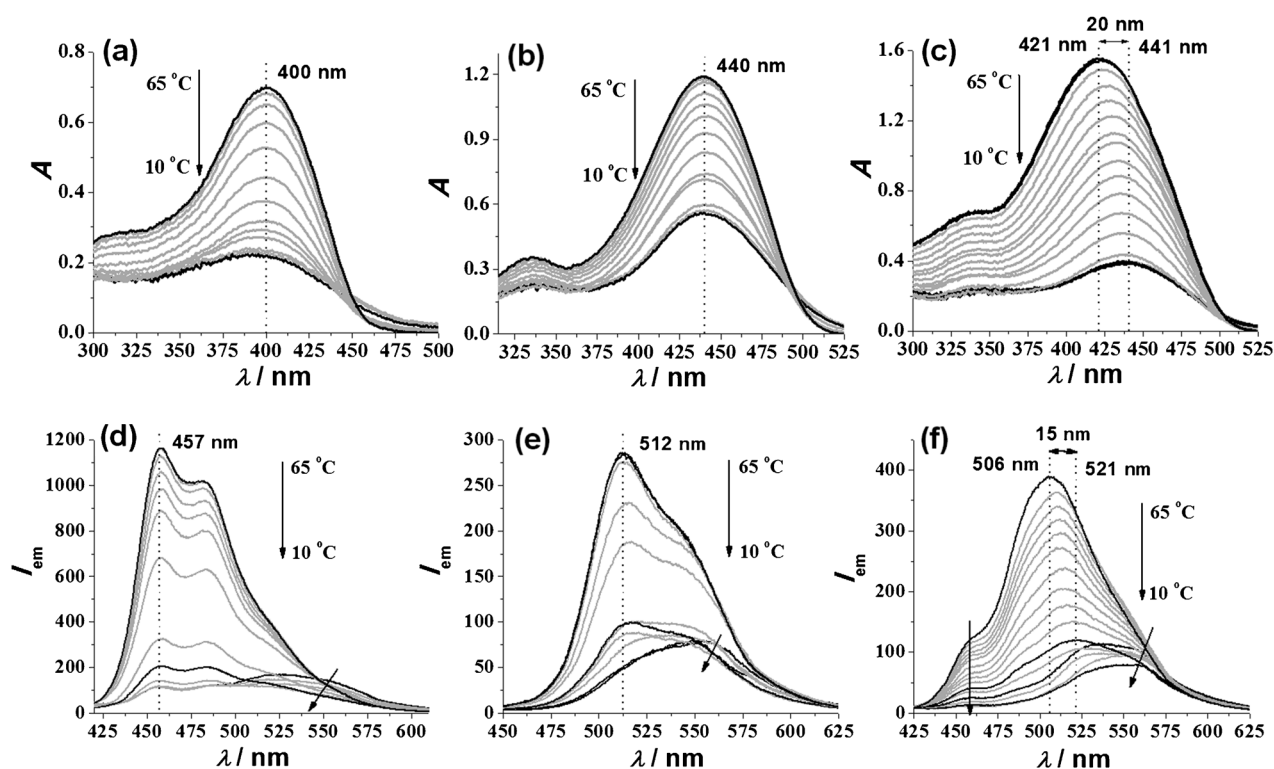 (a)
400 nm
65 °C
10 °C
A
0.8
0.6
0.4
0.2
0.0
300 325 350 375 400 425 450 475 500
λ / nm
(b)
440 nm
65 °C
10 °C
A
1.2
0.9
0.6
0.3
0.0
325 350 375 400 425 450 475 500 525
λ / nm
20 nm
(c)
421 nm
441 nm
65 °C
10 °C
A
1.6
1.2
0.8
0.4
0.0
300 325 350 375 400 425 450 475 500 525
λ / nm
(d)
457 nm
65 °C
10 °C
Iem
1200
1000
800
600
400
200
0
425 450 475 500 525 550 575 600
λ / nm
(e)
512 nm
65 °C
10 °C
Iem
300
250
200
150
100
50
0
450 475 500 525 550 575 600 625
λ / nm
(f)
15 nm
506 nm
521 nm
65 °C
10 °C
Iem
400
300
200
100
0
425 450 475 500 525 550 575 600 625
λ / nm